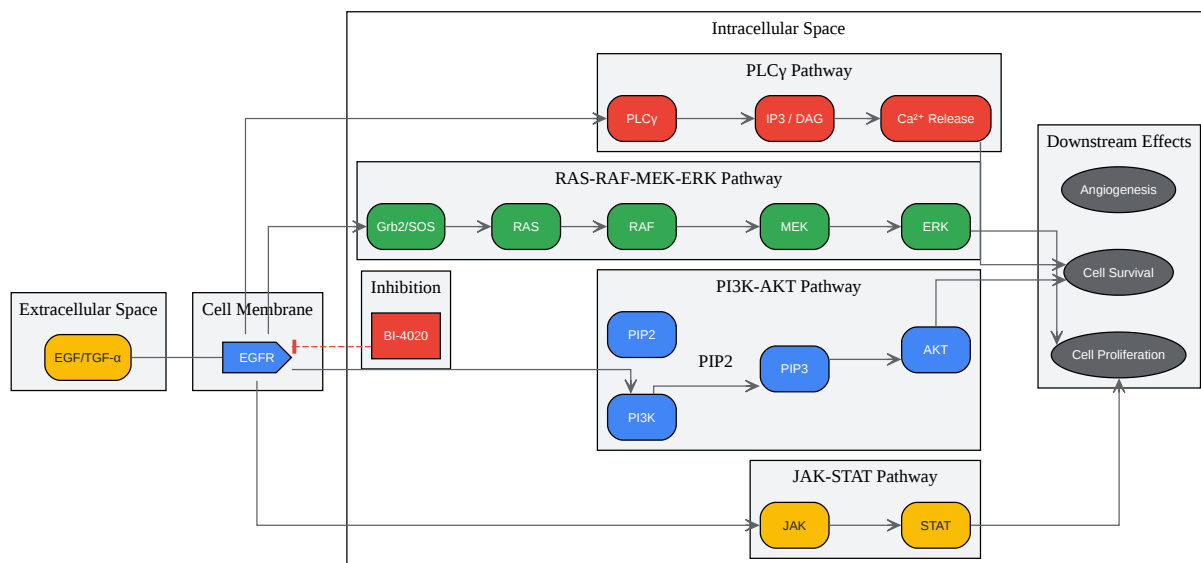 Intracellular Space
PLCγ Pathway
PLCγ
IP3 / DAG
Ca²⁺ Release
Downstream Effects
Angiogenesis
Cell Survival
Cell Proliferation
RAS-RAF-MEK-ERK Pathway
Grb2/SOS
RAS
RAF
MEK
ERK
Inhibition
BI-4020
Extracellular Space
EGF/TGF-α
Cell Membrane
EGFR
PI3K-AKT Pathway
PIP2
PIP2
PIP3
AKT
PI3K
JAK-STAT Pathway
JAK
STAT